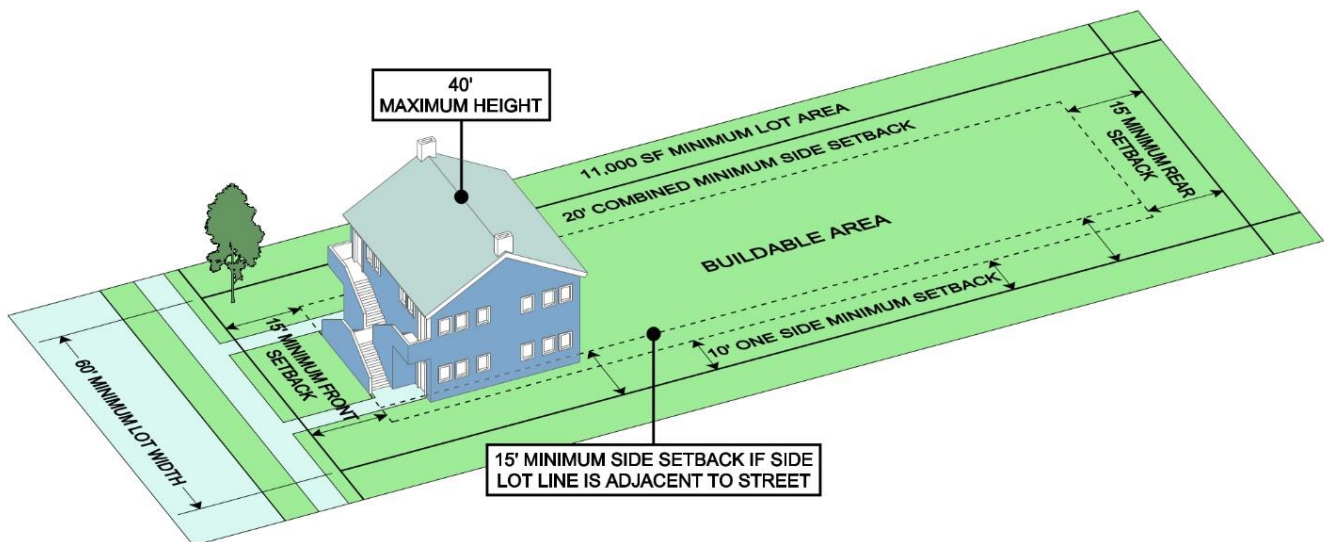 40'
MAXIMUM HEIGHT
11,000 SF MINIMUM LOT AREA
20' COMBINED MINIMUM SIDE SETBACK
15' MINIMUM REAR
SETBACK
BUILDABLE AREA
10' ONE SIDE MINIMUM SETBACK
15' MINIMUM FRONT
SETBACK
60' MINIMUM LOT WIDTH
15' MINIMUM SIDE SETBACK IF SIDE
LOT LINE IS ADJACENT TO STREET